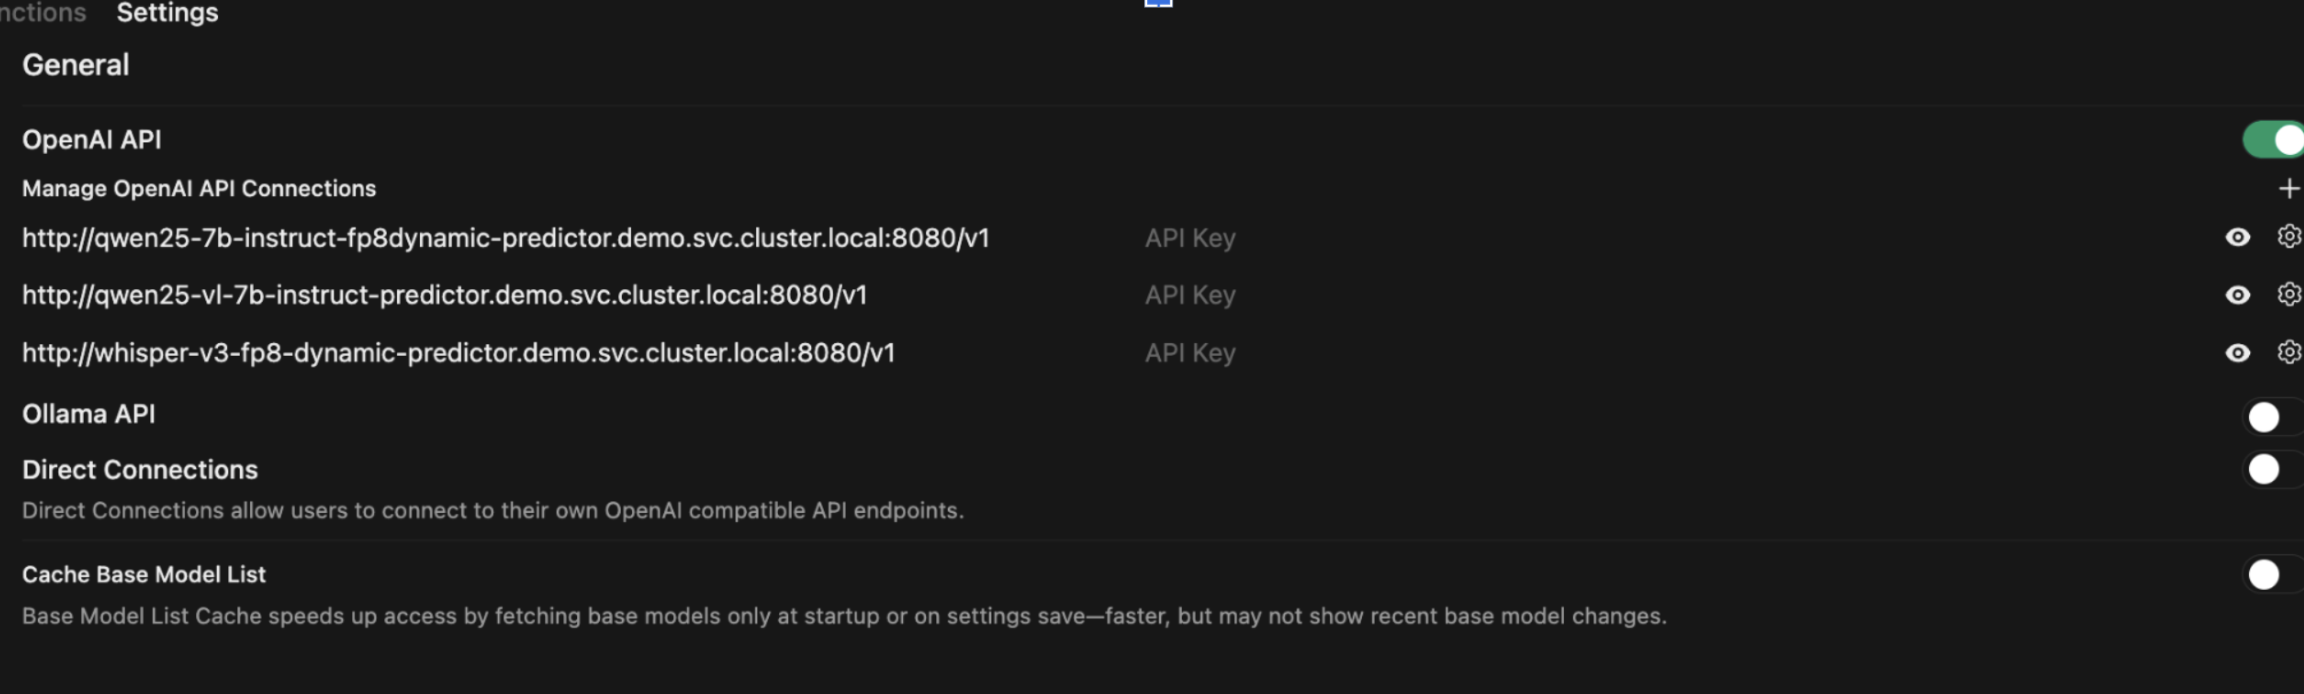 nctions Settings
General
OpenAI API
Manage OpenAI API Connections
http://qwen25-7b-instruct-fp8dynamic-predictor.demo.svc.cluster.local:8080/v1 API Key
http://qwen25-vl-7b-instruct-predictor.demo.svc.cluster.local:8080/v1 API Key
http://whisper-v3-fp8-dynamic-predictor.demo.svc.cluster.local:8080/v1 API Key
Ollama API
Direct Connections
Direct Connections allow users to connect to their own OpenAI compatible API endpoints.
Cache Base Model List
Base Model List Cache speeds up access by fetching base models only at startup or on settings save—faster, but may not show recent base model changes.